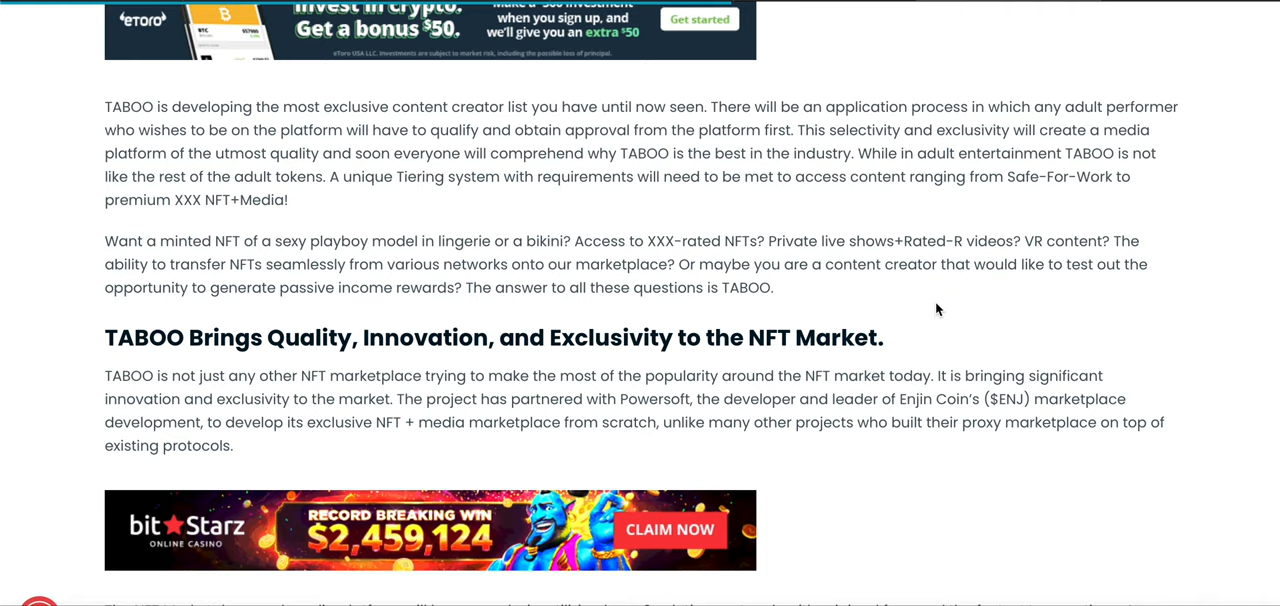 Invest in crypto. Make a $50 investment
eToro Get a bonus $50. when you sign up, and Get started
we'll give you an extra $50
eToro USA LLC. Investments are subject to market risk, including the possible loss of principal.
TABOO is developing the most exclusive content creator list you have until now seen. There will be an application process in which any adult performer
who wishes to be on the platform will have to qualify and obtain approval from the platform first. This selectivity and exclusivity will create a media
platform of the utmost quality and soon everyone will comprehend why TABOO is the best in the industry. While in adult entertainment TABOO is not
like the rest of the adult tokens. A unique Tiering system with requirements will need to be met to access content ranging from Safe-For-Work to
premium XXX NFT+Media!
Want a minted NFT of a sexy playboy model in lingerie or a bikini? Access to XXX-rated NFTs? Private live shows+Rated-R videos? VR content? The
ability to transfer NFTs seamlessly from various networks onto our marketplace? Or maybe you are a content creator that would like to test out the
opportunity to generate passive income rewards? The answer to all these questions is TABOO.
TABOO Brings Quality, Innovation, and Exclusivity to the NFT Market.
TABOO is not just any other NFT marketplace trying to make the most of the popularity around the NFT market today. It is bringing significant
innovation and exclusivity to the market. The project has partnered with Powersoft, the developer and leader of Enjin Coin's ($ENJ) marketplace
development, to develop its exclusive NFT + media marketplace from scratch, unlike many other projects who built their proxy marketplace on top of
existing protocols.
bit Starz
ONLINE CASINO
RECORD BREAKING WIN
$2,459,124
CLAIM NOW